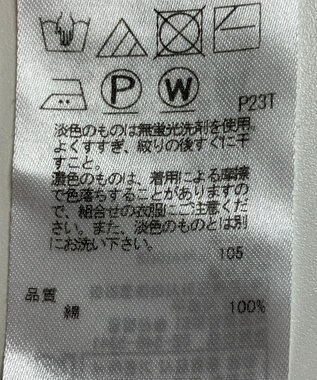 P
W
P23T
淡色のものは無蛍光洗剤を使用、
よくすすぎ、絞りの後すぐに干
すこと。
濃色のものは、着用による摩擦
で色落ちすることがありますの
で、組合せの衣服にご注意くだ
さい。また、淡色のものとは別
にお洗い下さい。
105
品質
綿 100%